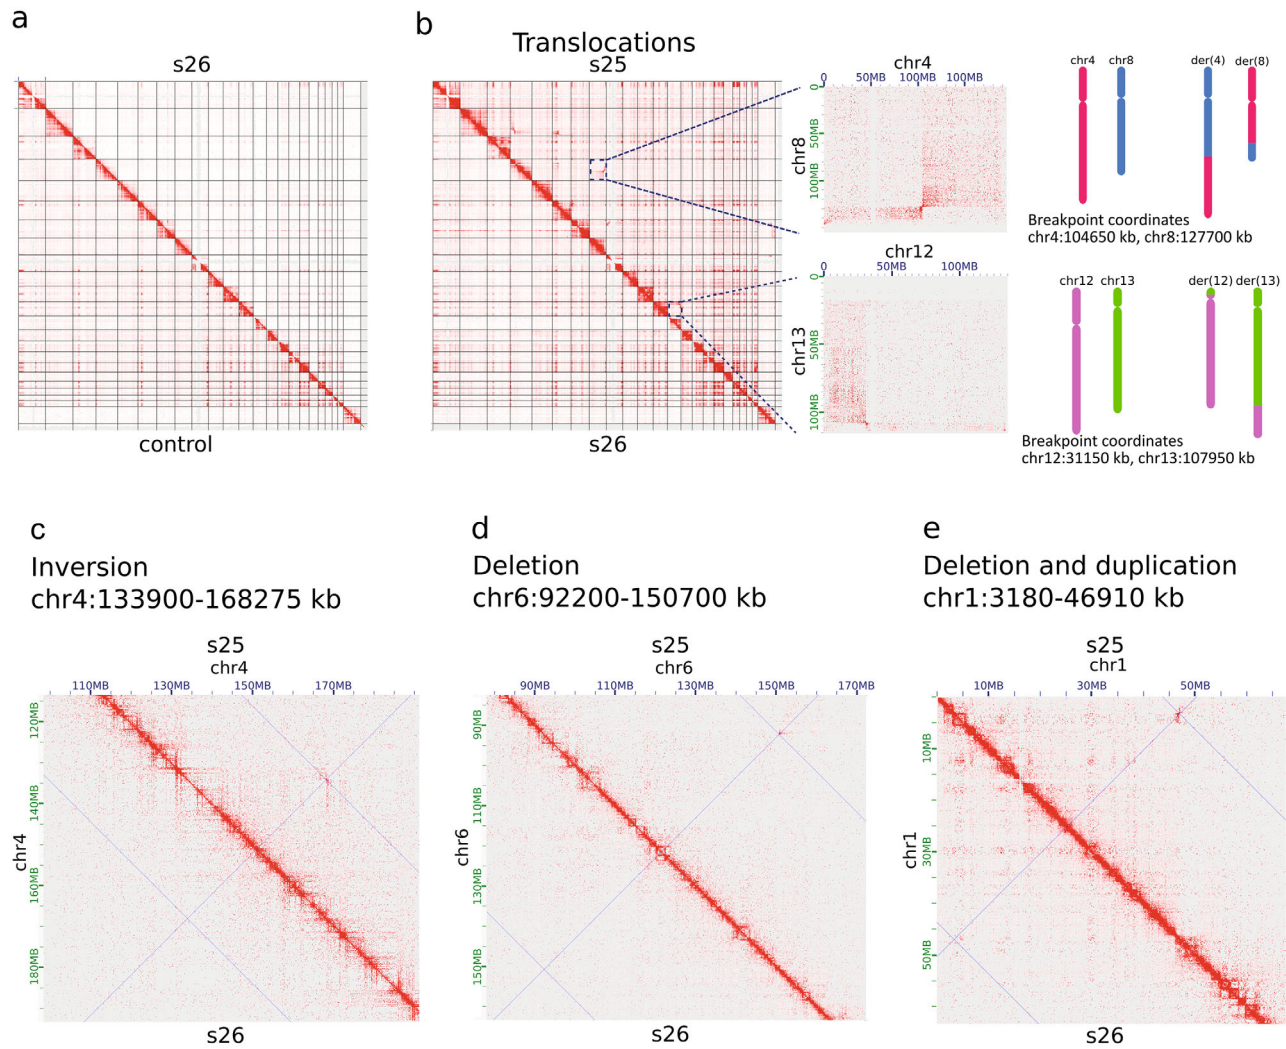 a
s26
control
b
Translocations
s25
s26
chr4
0 50MB 100MB 100MB
chr8
0
50MB
100MB
chr4 chr8 der(4) der(8)
Breakpoint coordinates
chr4:104650 kb, chr8:127700 kb
chr12
0 50MB 100MB
chr13
0
50MB
100MB
chr12 chr13 der(12) der(13)
Breakpoint coordinates
chr12:31150 kb, chr13:107950 kb
c
Inversion
chr4:133900-168275 kb
s25
chr4
110MB 130MB 150MB 170MB
chr4
120MB
140MB
160MB
180MB
s26
d
Deletion
chr6:92200-150700 kb
s25
chr6
90MB 110MB 130MB 150MB 170MB
chr6
90MB
110MB
130MB
150MB
s26
e
Deletion and duplication
chr1:3180-46910 kb
s25
chr1
10MB 30MB 50MB
chr1
10MB
30MB
50MB
s26